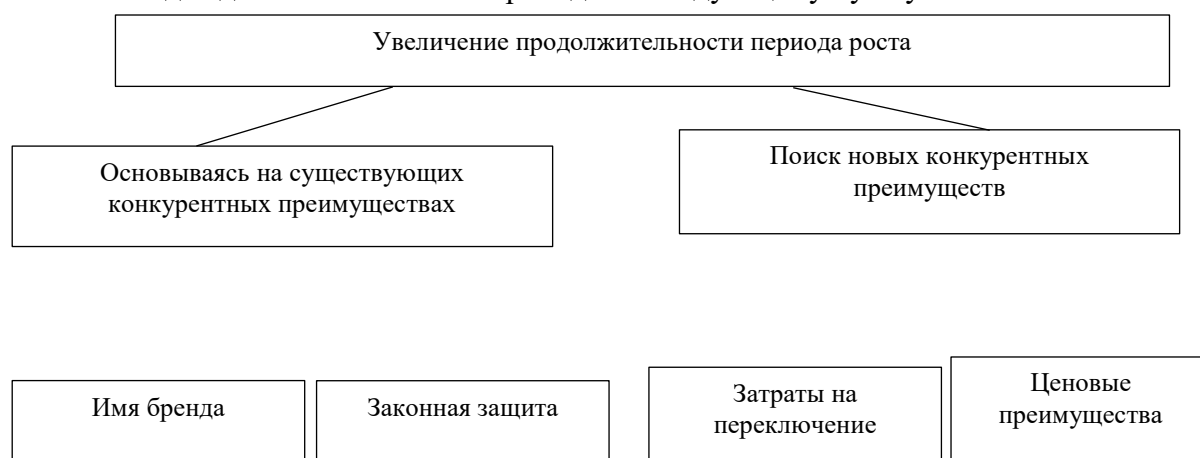 Увеличение продолжительности периода роста
Основываясь на существующих
конкурентных преимуществах
Поиск новых конкурентных
преимуществ
Имя бренда
Законная защита
Затраты на
переключение
Ценовые
преимущества